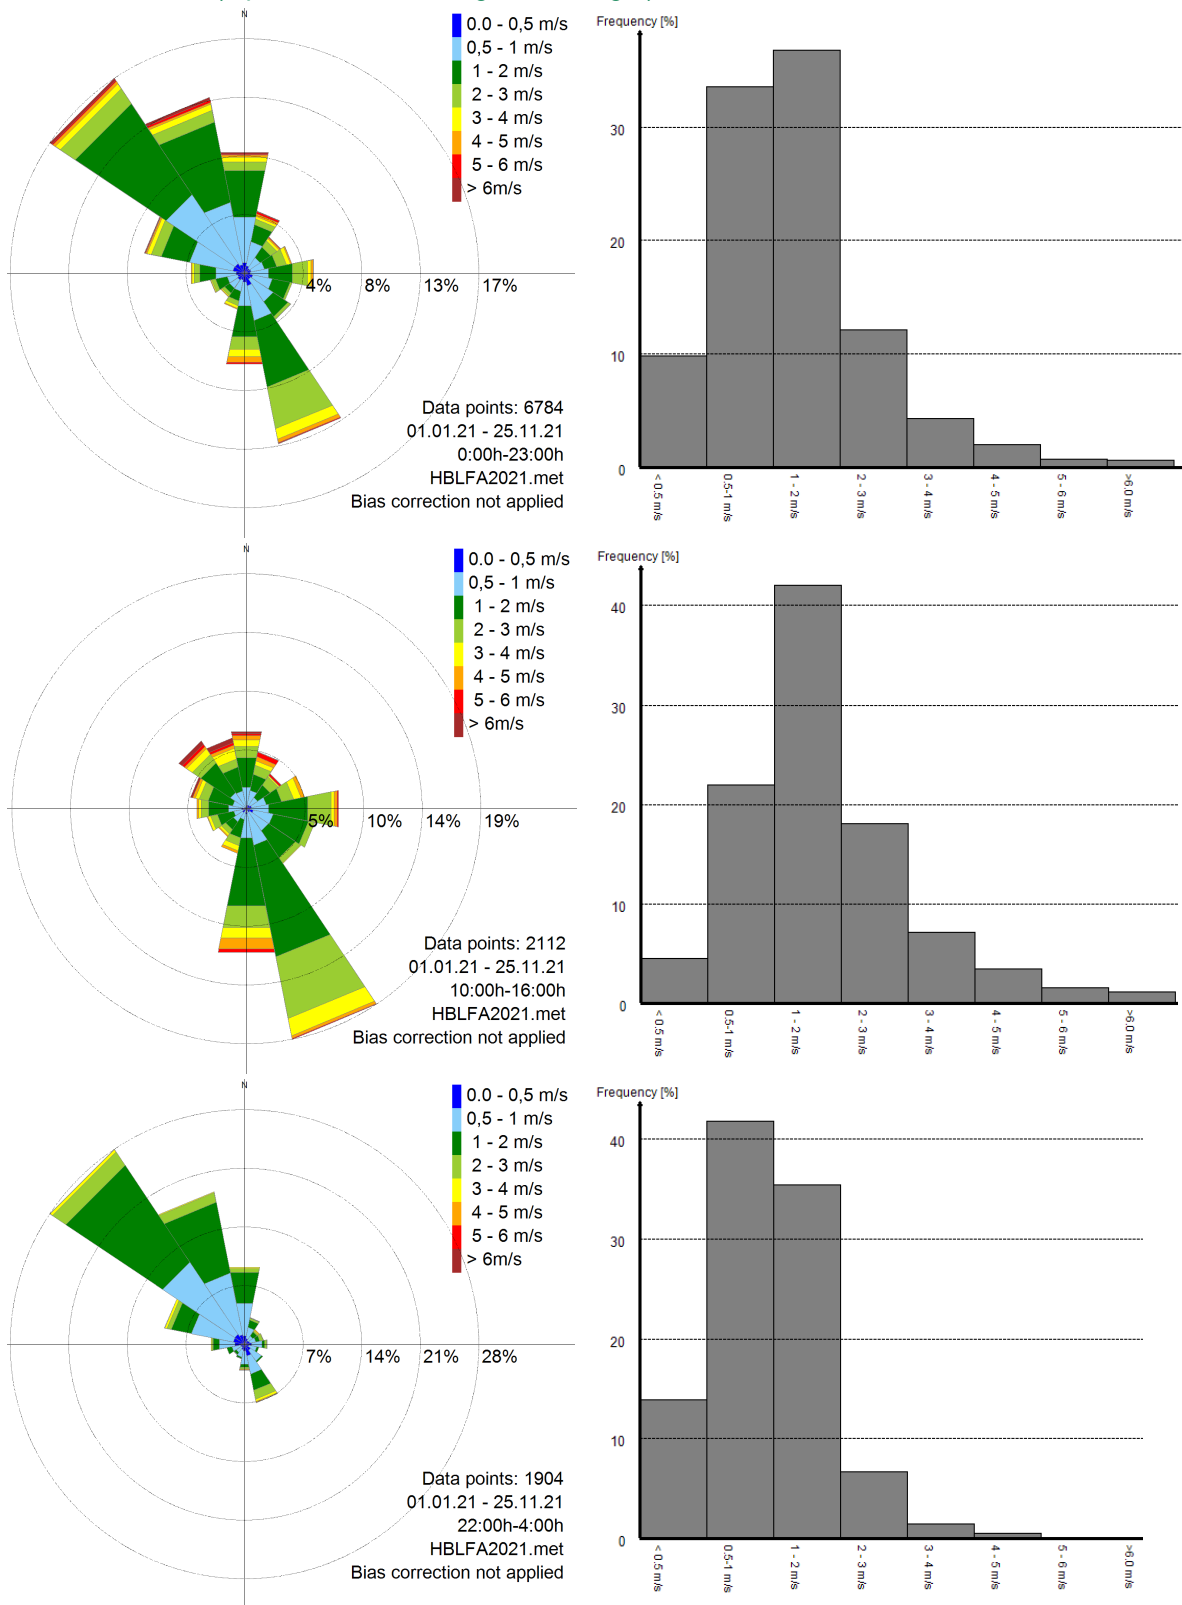 N
0.0 - 0,5 m/s
0,5 - 1 m/s
1 - 2 m/s
2 - 3 m/s
3 - 4 m/s
4 - 5 m/s
5 - 6 m/s
> 6m/s
4% 8% 13% 17%
Data points: 6784
01.01.21 - 25.11.21
0:00h-23:00h
HBLFA2021.met
Bias correction not applied
Frequency [%]
30
20
10
0
< 0.5 m/s
0.5-1 m/s
1 - 2 m/s
2 - 3 m/s
3 - 4 m/s
4 - 5 m/s
5 - 6 m/s
>6.0 m/s
N
0.0 - 0,5 m/s
0,5 - 1 m/s
1 - 2 m/s
2 - 3 m/s
3 - 4 m/s
4 - 5 m/s
5 - 6 m/s
> 6m/s
5% 10% 14% 19%
Data points: 2112
01.01.21 - 25.11.21
10:00h-16:00h
HBLFA2021.met
Bias correction not applied
Frequency [%]
40
30
20
10
0
< 0.5 m/s
0.5-1 m/s
1 - 2 m/s
2 - 3 m/s
3 - 4 m/s
4 - 5 m/s
5 - 6 m/s
>6.0 m/s
N
0.0 - 0,5 m/s
0,5 - 1 m/s
1 - 2 m/s
2 - 3 m/s
3 - 4 m/s
4 - 5 m/s
5 - 6 m/s
> 6m/s
7% 14% 21% 28%
Data points: 1904
01.01.21 - 25.11.21
22:00h-4:00h
HBLFA2021.met
Bias correction not applied
Frequency [%]
40
30
20
10
0
< 0.5 m/s
0.5-1 m/s
1 - 2 m/s
2 - 3 m/s
3 - 4 m/s
4 - 5 m/s
5 - 6 m/s
>6.0 m/s